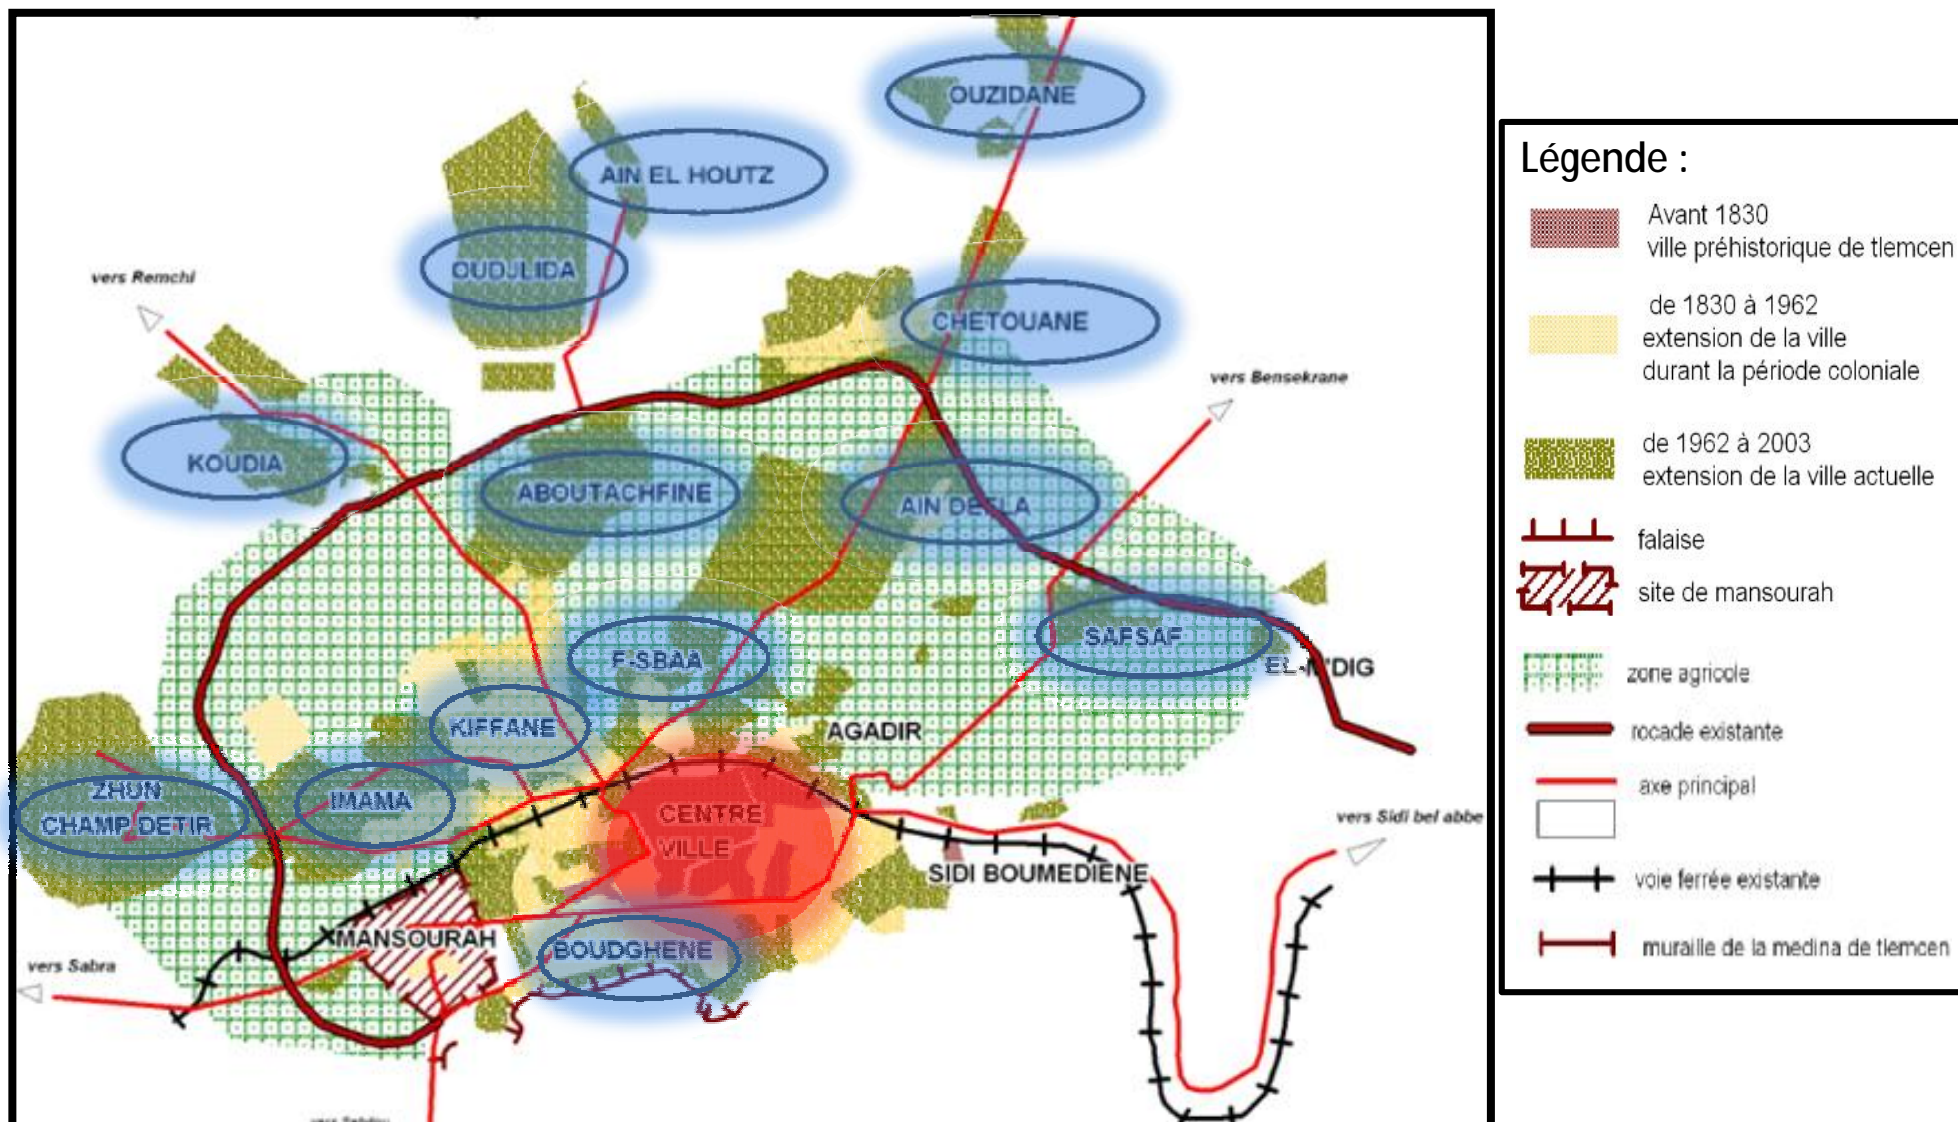 OUZIDANE
AIN EL HOUTZ
OUDJLIDA
vers Remchi
CHETOUANE
vers Bensekrane
KOUDIA
ABOUTACHFINE
AIN DEFLA
F-SBAA
SAFSAF
EL-M'DIG
KIFFANE
AGADIR
ZHUN
CHAMP DETIR
IMAMA
CENTRE
VILLE
vers Sidi bel abbe
SIDI BOUMEDIENE
MANSOURAH
BOUDGHENE
vers Sabra
Légende :
Avant 1830
ville préhistorique de tlemcen
de 1830 à 1962
extension de la ville
durant la période coloniale
de 1962 à 2003
extension de la ville actuelle
falaise
site de mansourah
zone agricole
rocade existante
axe principal
voie ferrée existante
muraille de la medina de tlemcen